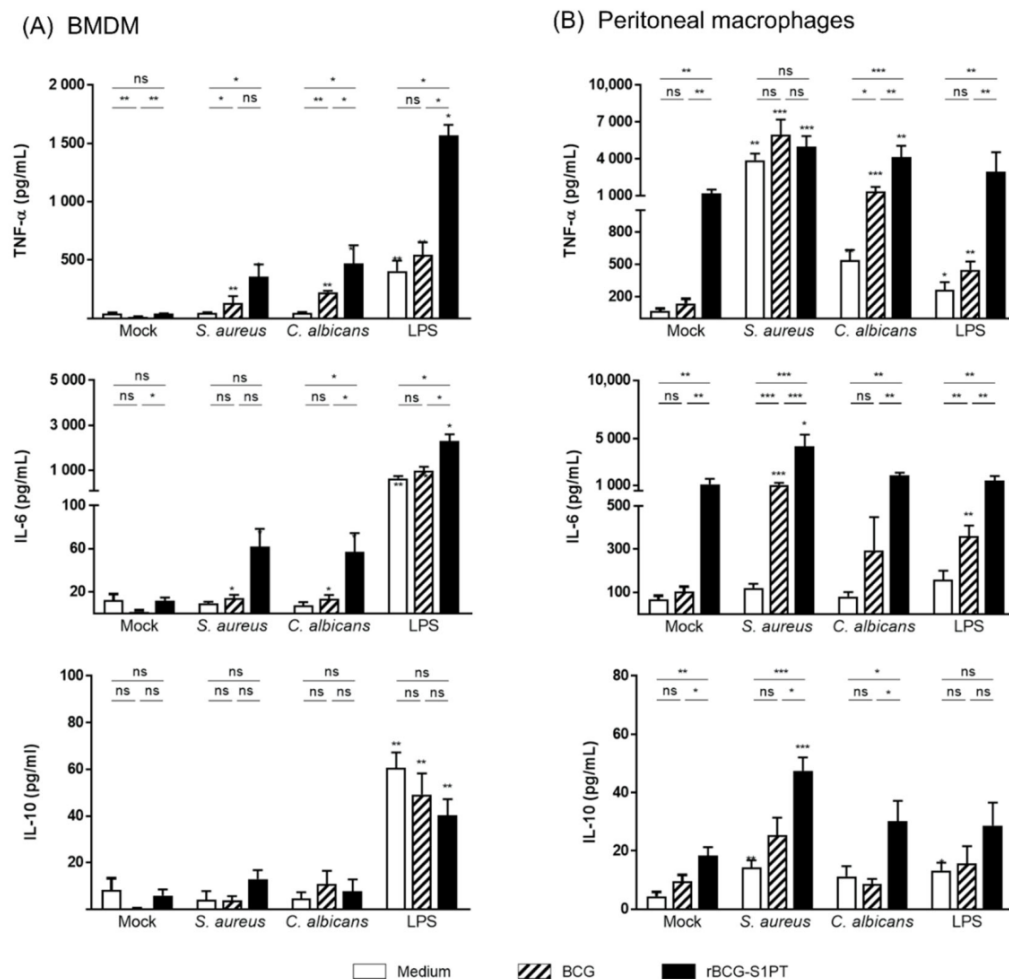 (A) BMDM
(B) Peritoneal macrophages
TNF-α (pg/mL)
2 000
1 500
1 000
500
ns
** **
*
* ns
*
** *
*
ns *
*
** **
**
** **
*
Mock S. aureus C. albicans LPS
TNF-α (pg/mL)
10,000
7 000
4 000
1 000
500
200
**
ns **
ns
ns ns
***
* **
**
ns **
** *** ***
*** **
* **
Mock S. aureus C. albicans LPS
IL-6 (pg/mL)
5 000
3 000
1 000
100
60
20
ns
ns *
ns
ns ns
*
ns *
*
ns *
*
* *
**
*
Mock S. aureus C. albicans LPS
IL-6 (pg/mL)
10,000
5 000
1 000
500
300
100
**
ns **
***
*** ***
**
ns **
**
** **
*** *
**
Mock S. aureus C. albicans LPS
IL-10 (pg/ml)
100
80
60
40
20
0
ns
ns ns
ns
ns ns
ns
ns ns
ns
ns ns
** ** **
Mock S. aureus C. albicans LPS
IL-10 (pg/mL)
80
60
40
20
0
**
ns *
***
ns *
*
ns *
ns
ns ns
** ***
*
Mock S. aureus C. albicans LPS
Medium BCG rBCG-S1PT